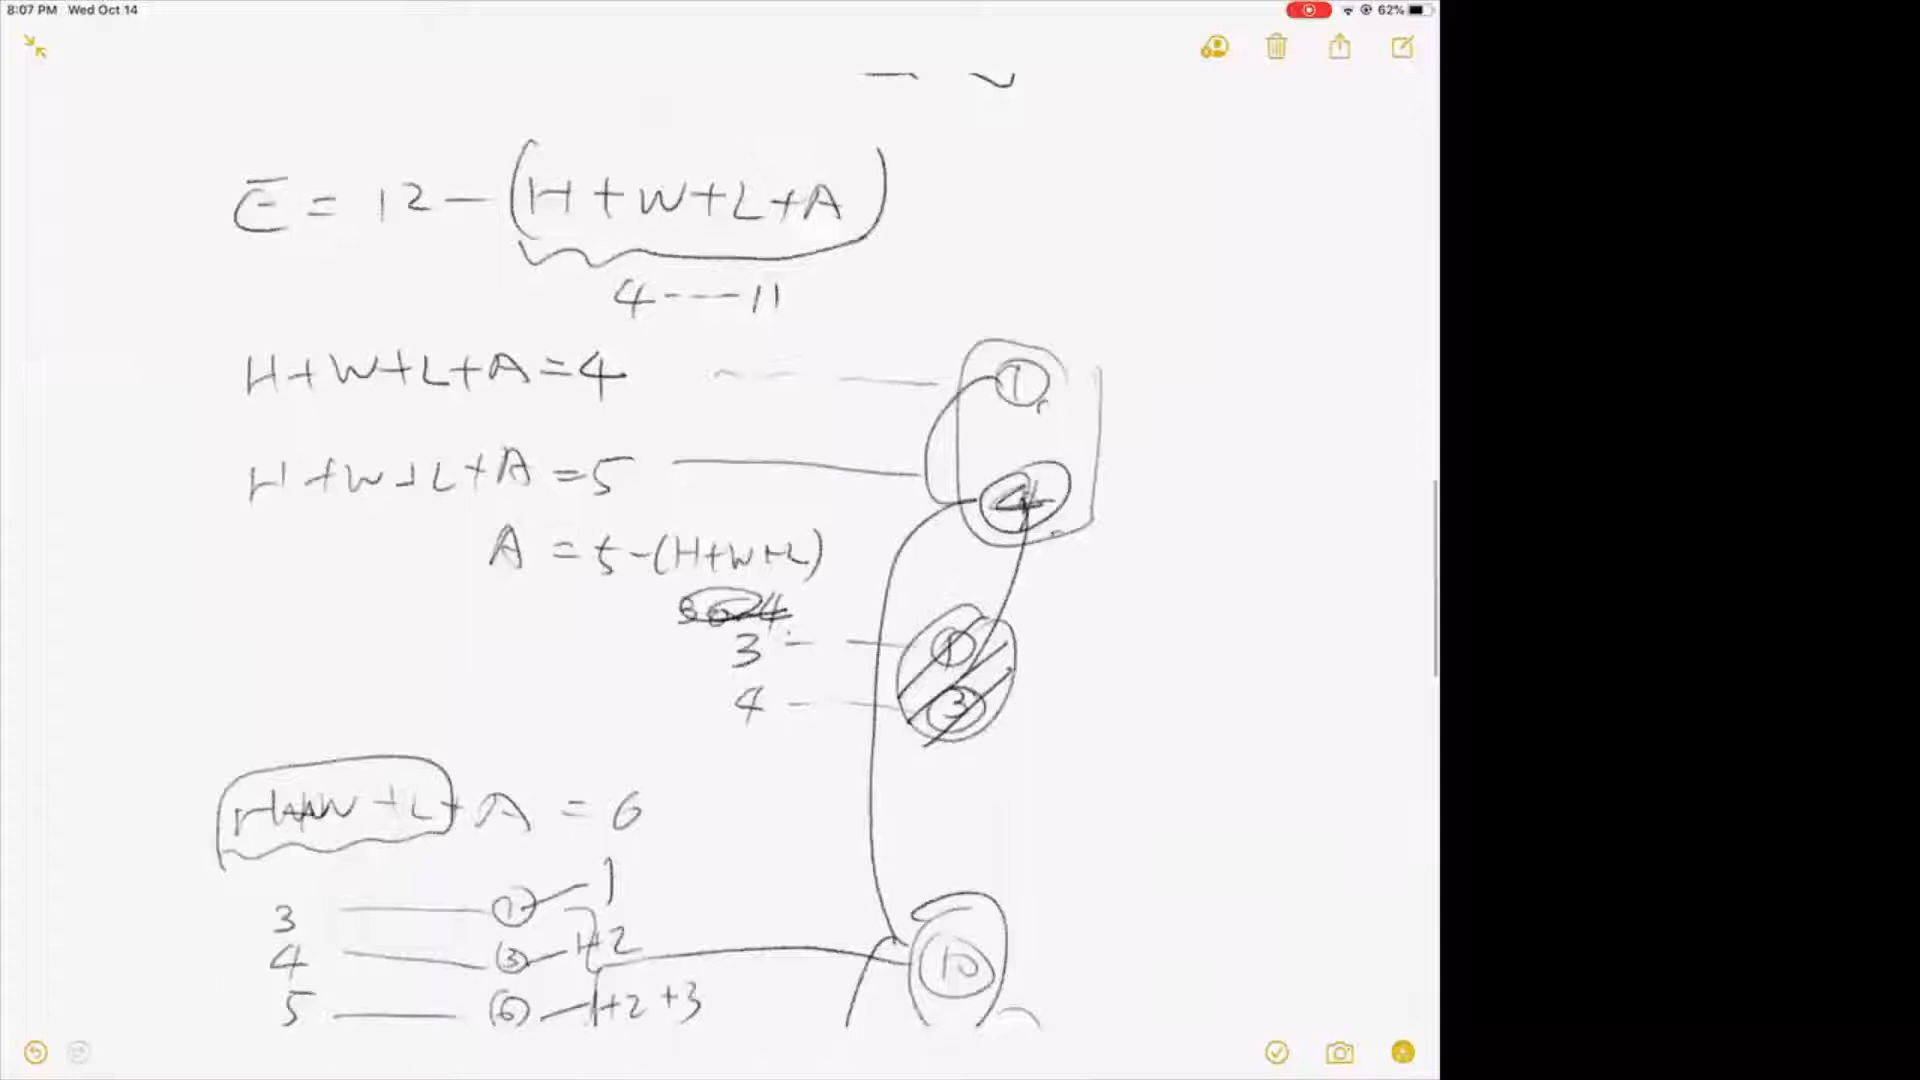 8:07 PM Wed Oct 14
62%
E = 12 - (H+W+L+A)
4 --- 11
H+W+L+A=4 1
H+W+L+A=5 4
A = 5-(H+W+L)
3 1
4 3
H+W+L+A = 6
3 1 1
4 3 1+2
5 6 1+2+3
10